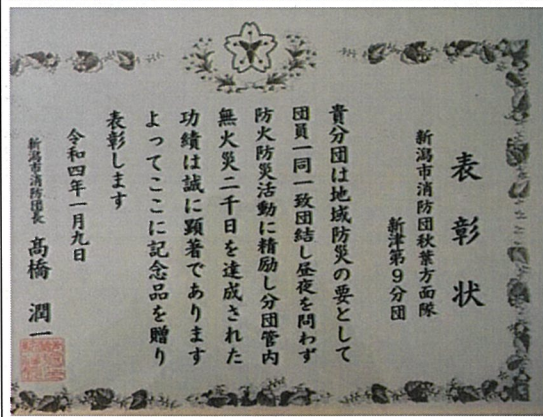 表彰状
新潟市消防団秋葉方面隊
新津第9分団
貴分団は地域防災の要として
団員一同一致団結し昼夜を問わず
防火防災活動に精励し分団管内
無火災二千日を達成された
功績は誠に顕著であります
よってここに記念品を贈り
表彰します
令和四年一月九日
新潟市消防団長 髙橋 潤一